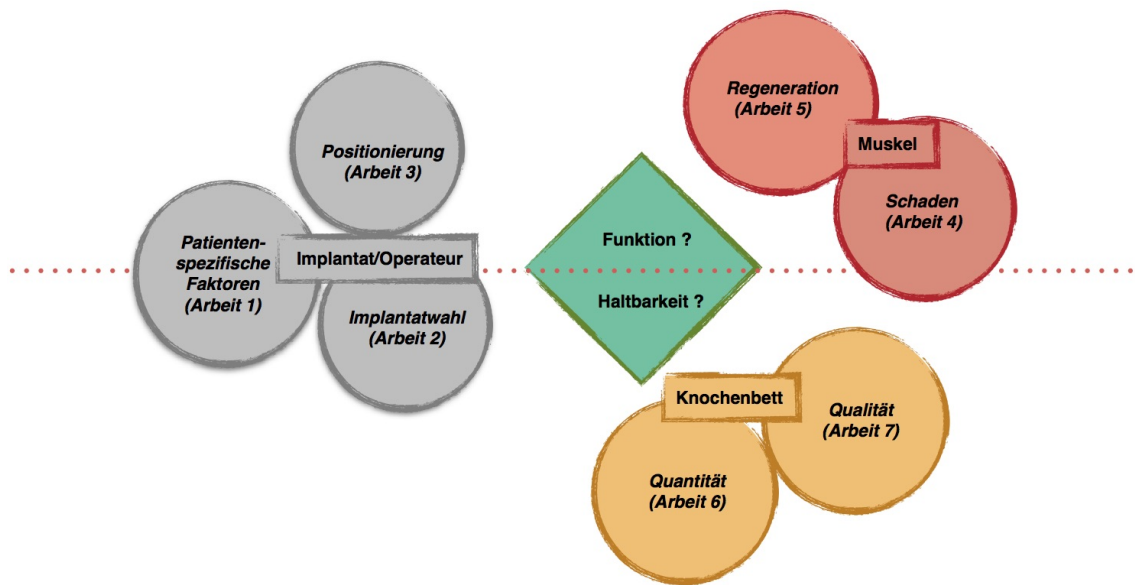 Positionierung
(Arbeit 3)
Patienten-
spezifische
Faktoren
(Arbeit 1)
Implantat/Operateur
Implantatwahl
(Arbeit 2)
Funktion ?
Haltbarkeit ?
Regeneration
(Arbeit 5)
Muskel
Schaden
(Arbeit 4)
Knochenbett
Qualität
(Arbeit 7)
Quantität
(Arbeit 6)